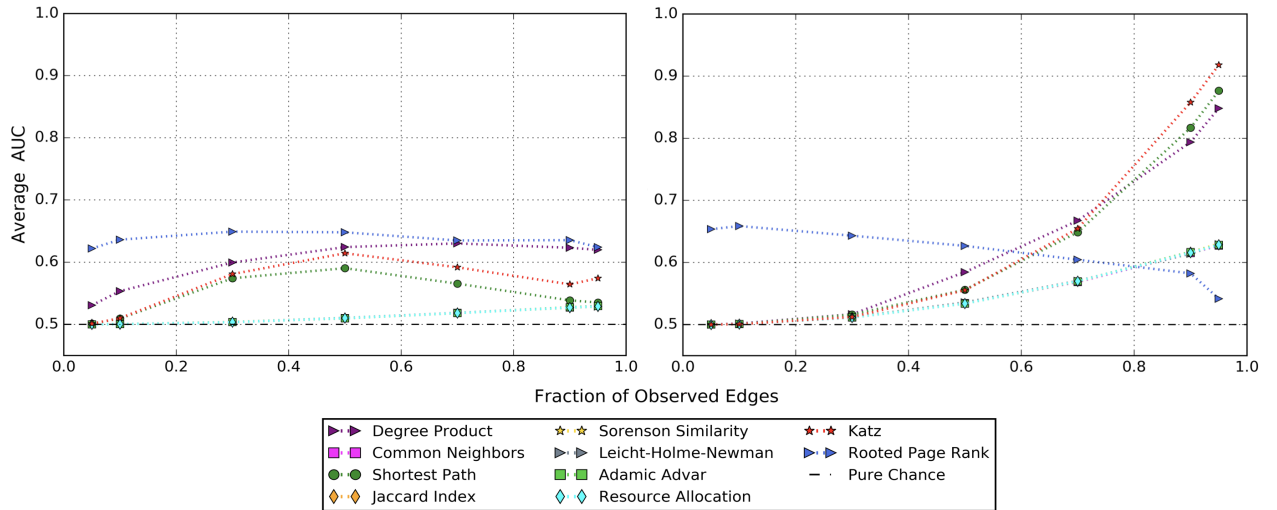 1.0
0.9
0.8
0.7
0.6
0.5
0.0 0.2 0.4 0.6 0.8 1.0
Average AUC
1.0
0.9
0.8
0.7
0.6
0.5
0.0 0.2 0.4 0.6 0.8 1.0
Fraction of Observed Edges
Degree Product
Common Neighbors
Shortest Path
Jaccard Index
Sorenson Similarity
Leicht-Holme-Newman
Adamic Advar
Resource Allocation
Katz
Rooted Page Rank
Pure Chance